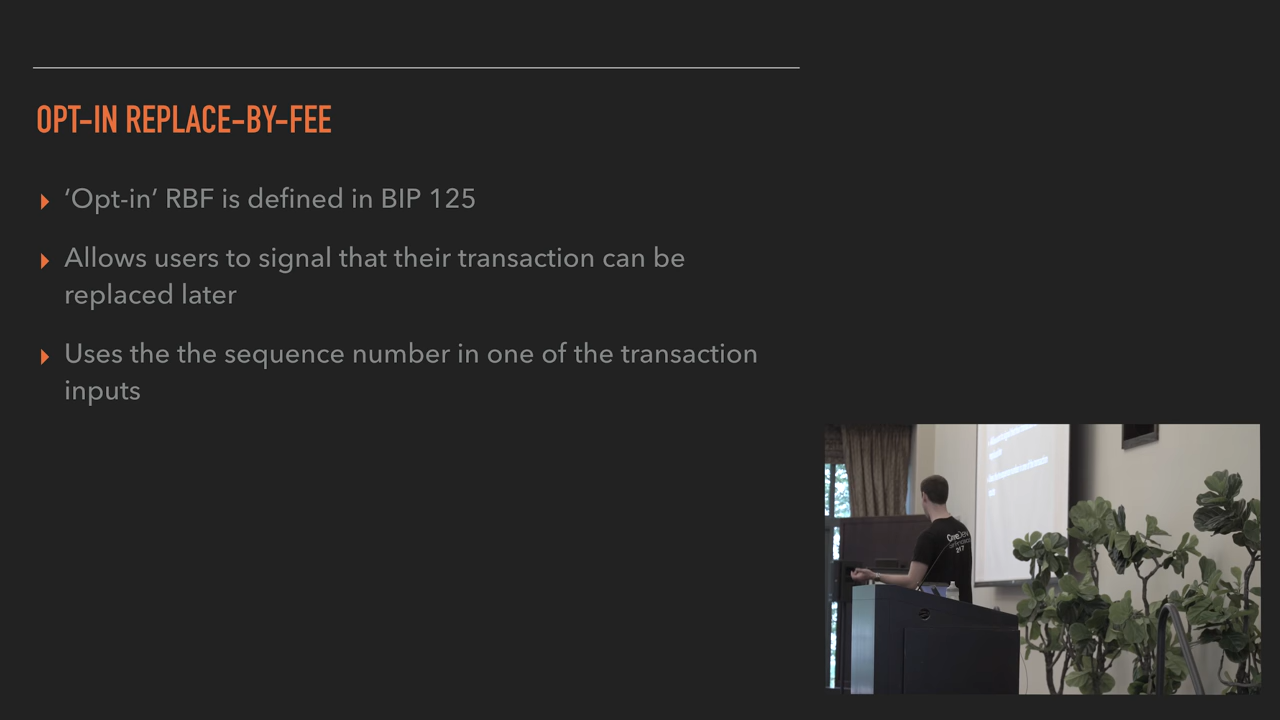 OPT-IN REPLACE-BY-FEE
‘Opt-in’ RBF is defined in BIP 125
Allows users to signal that their transaction can be
replaced later
Uses the the sequence number in one of the transaction
inputs